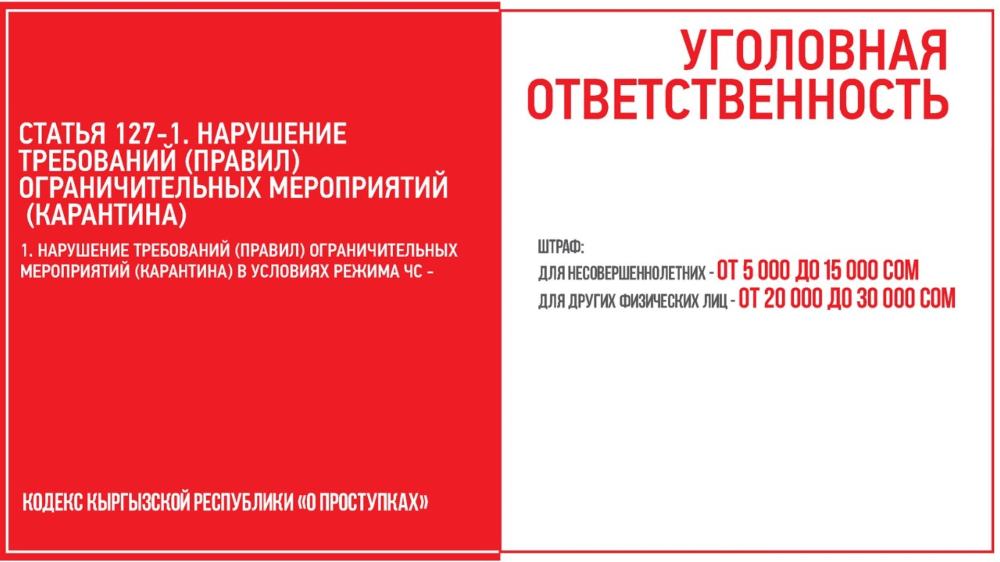 СТАТЬЯ 127-1. НАРУШЕНИЕ
ТРЕБОВАНИЙ (ПРАВИЛ)
ОГРАНИЧИТЕЛЬНЫХ МЕРОПРИЯТИЙ
(КАРАНТИНА)
1. НАРУШЕНИЕ ТРЕБОВАНИЙ (ПРАВИЛ) ОГРАНИЧИТЕЛЬНЫХ
МЕРОПРИЯТИЙ (КАРАНТИНА) В УСЛОВИЯХ РЕЖИМА ЧС -
КОДЕКС КЫРГЫЗСКОЙ РЕСПУБЛИКИ «О ПРОСТУПКАХ»
УГОЛОВНАЯ
ОТВЕТСТВЕННОСТЬ
ШТРАФ:
ДЛЯ НЕСОВЕРШЕННОЛЕТНИХ - ОТ 5 000 ДО 15 000 СОМ
ДЛЯ ДРУГИХ ФИЗИЧЕСКИХ ЛИЦ - ОТ 20 000 ДО 30 000 СОМ